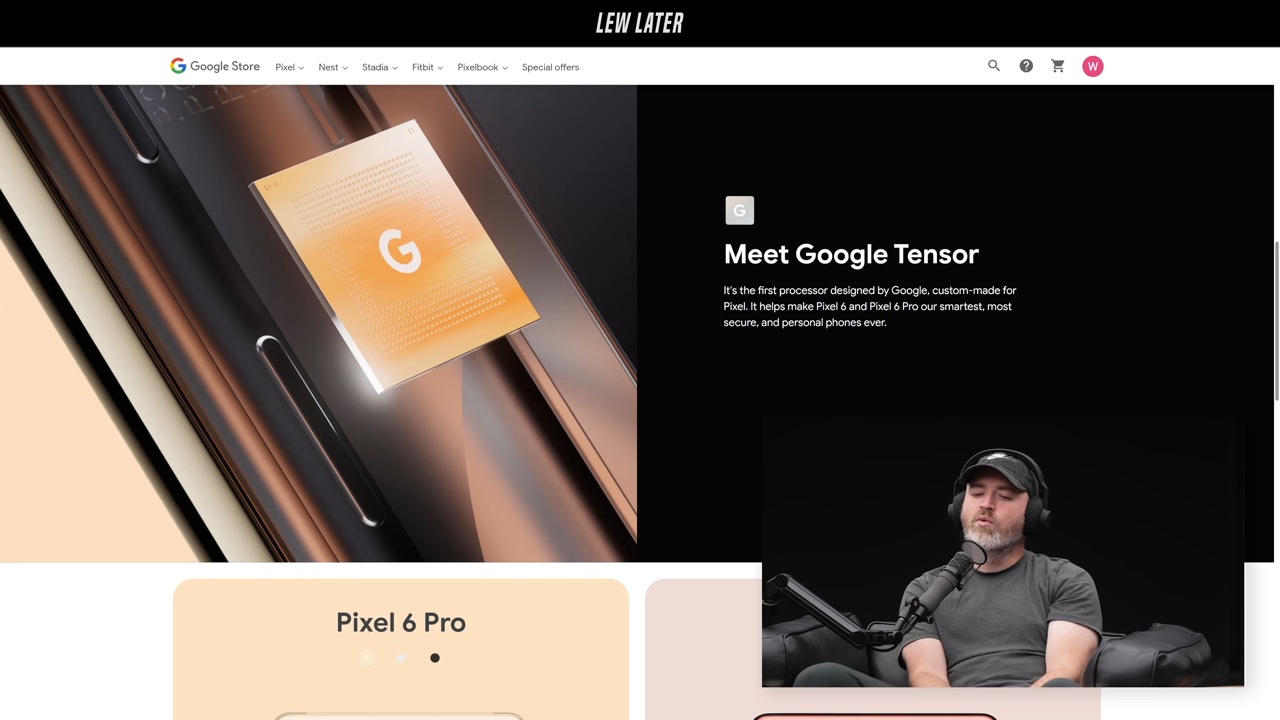 LEW LATER
Google Store Pixel Nest Stadia Fitbit Pixelbook Special offers W
G
G
Meet Google Tensor
It's the first processor designed by Google, custom-made for
Pixel. It helps make Pixel 6 and Pixel 6 Pro our smartest, most
secure, and personal phones ever.
Pixel 6 Pro